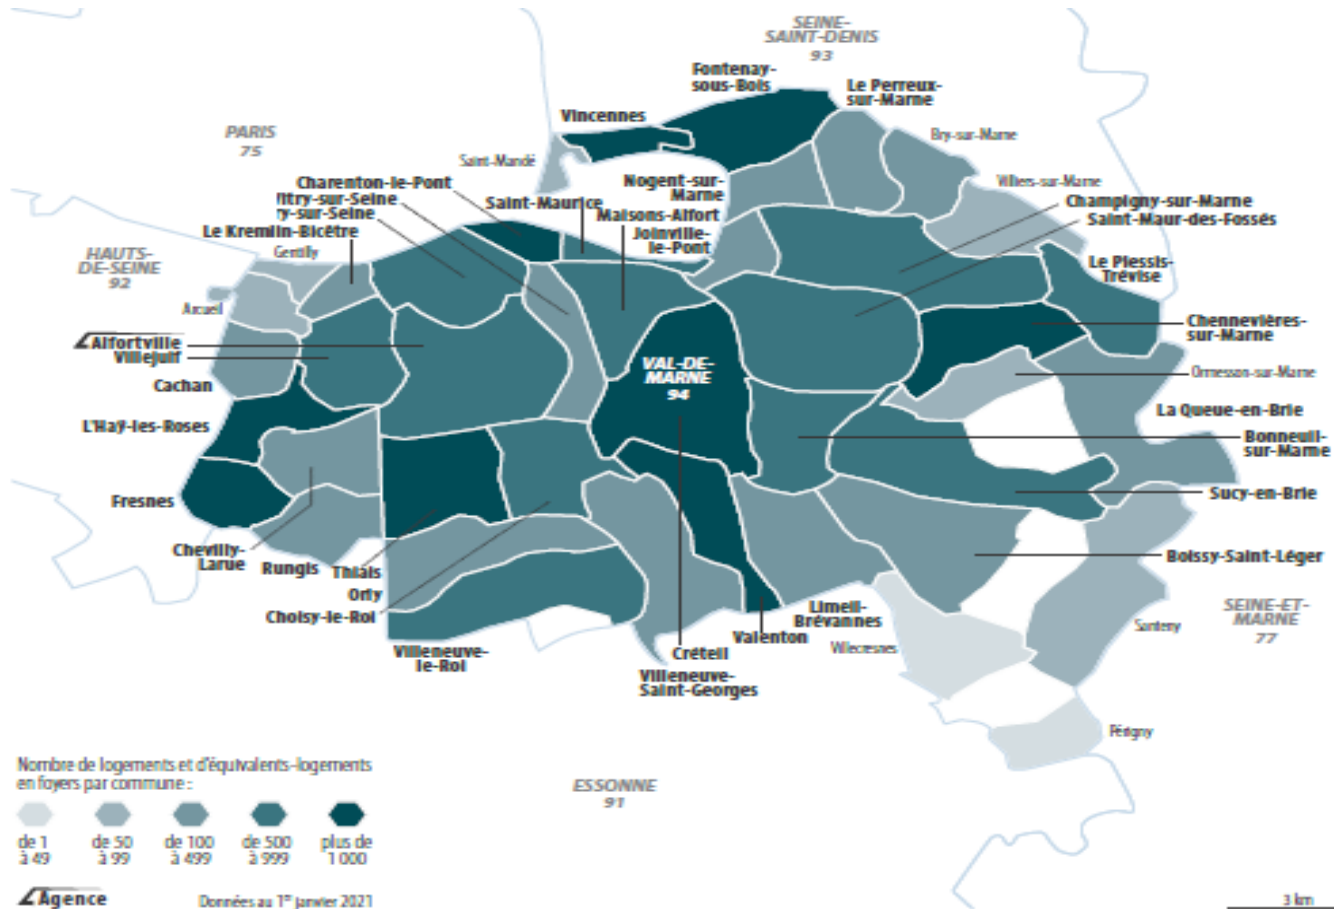 SEINE-
SAINT-DENIS
93
Fontenay-
sous-Bois
Le Perreux-
sur-Marne
Vincennes
PARIS
75
Bry-sur-Marne
Saint-Mandé
Charenton-le-Pont
Nogent-sur-
Marne
Villiers-sur-Marne
Vitry-sur-Seine
Saint-Maurice
Champigny-sur-Marne
ry-sur-Seine
Maisons-Alfort
Saint-Maur-des-Fossés
Le Kremlin-Bicêtre
Joinville-
le-Pont
Gentilly
HAUTS-
DE-SEINE
92
Le Plessis-
Trévise
Arcueil
Chennevières-
sur-Marne
Alfortville
Villejuif
VAL-DE-
MARNE
94
Ormesson-sur-Marne
Cachan
La Queue-en-Brie
L'Haÿ-les-Roses
Bonneuil-
sur-Marne
Fresnes
Sucy-en-Brie
Chevilly-
Larue
Rungis
Thiais
Boissy-Saint-Léger
Orly
Choisy-le-Roi
Limeil-
Brévannes
SEINE-ET-
MARNE
77
Valenton
Santeny
Villeneuve-
le-Roi
Créteil
Villecresnes
Villeneuve-
Saint-Georges
Périgny
Nombre de logements et d'équivalents-logements
en foyers par commune :
ESSONNE
91
de 1
à 49
de 50
à 99
de 100
à 499
de 500
à 999
plus de
1 000
L'Agence
Données au 1er janvier 2021
3 km